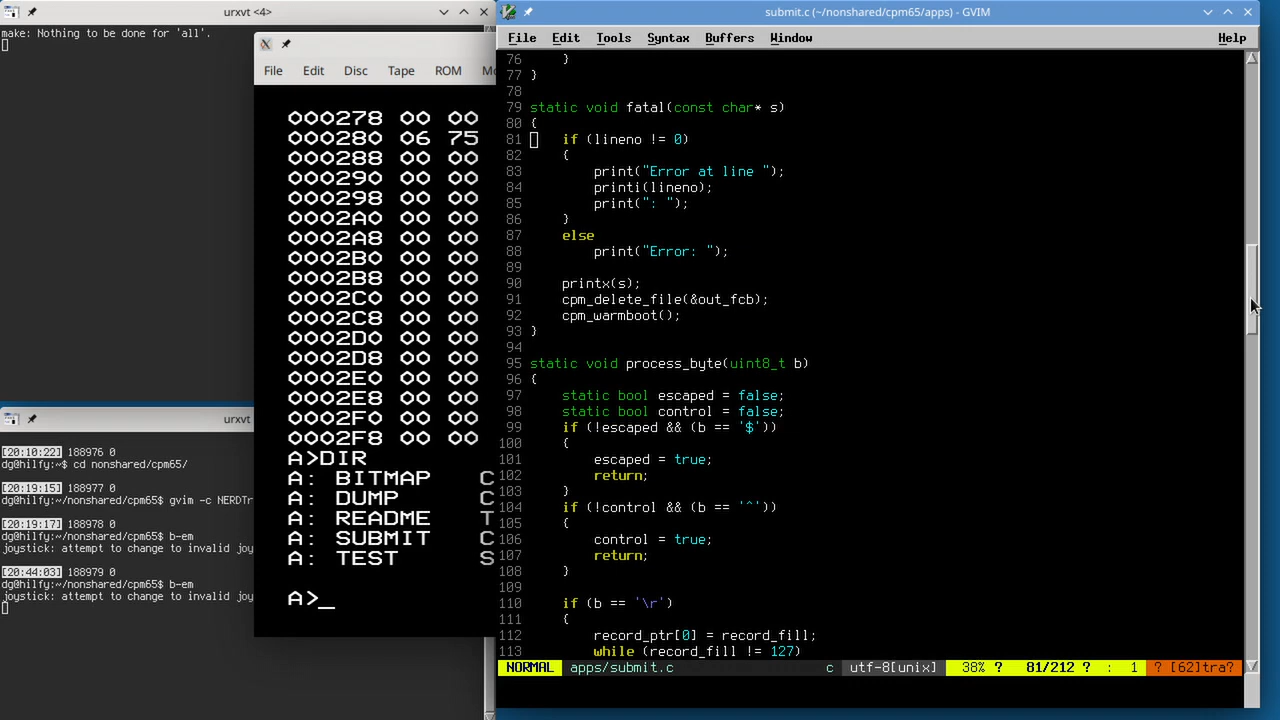 urxvt <4>
make: Nothing to be done for 'all'.
File Edit Disc Tape ROM Mo
000278 00 00
000280 06 75
000288 00 00
000290 00 00
000298 00 00
0002A0 00 00
0002A8 00 00
0002B0 00 00
0002B8 00 00
0002C0 00 00
0002C8 00 00
0002D0 00 00
0002D8 00 00
0002E0 00 00
0002E8 00 00
0002F0 00 00
0002F8 00 00
A>DIR
A: BITMAP C
A: DUMP C
A: README T
A: SUBMIT C
A: TEST S
A>_
urxvt
[20:10:22] 188976 0
dg@hilfy:~$ cd nonshared/cpm65/
[20:19:15] 188977 0
dg@hilfy:~/nonshared/cpm65$ gvim -c NERDTr
[20:19:17] 188978 0
dg@hilfy:~/nonshared/cpm65$ b-em
joystick: attempt to change to invalid joy
[20:44:03] 188979 0
dg@hilfy:~/nonshared/cpm65$ b-em
joystick: attempt to change to invalid joy
submit.c (~/nonshared/cpm65/apps) - GVIM
File Edit Tools Syntax Buffers Window Help
76 }
77 }
78
79 static void fatal(const char* s)
80 {
81 if (lineno != 0)
82 {
83 print("Error at line ");
84 printi(lineno);
85 print(": ");
86 }
87 else
88 print("Error: ");
89
90 printx(s);
91 cpm_delete_file(&out_fcb);
92 cpm_warmboot();
93 }
94
95 static void process_byte(uint8_t b)
96 {
97 static bool escaped = false;
98 static bool control = false;
99 if (!escaped && (b == '$'))
100 {
101 escaped = true;
102 return;
103 }
104 if (!control && (b == '^'))
105 {
106 control = true;
107 return;
108 }
109
110 if (b == '\r')
111 {
112 record_ptr[0] = record_fill;
113 while (record_fill != 127)
NORMAL apps/submit.c c utf-8[unix] 38% ? 81/212 ? : 1 ? [62]tra?